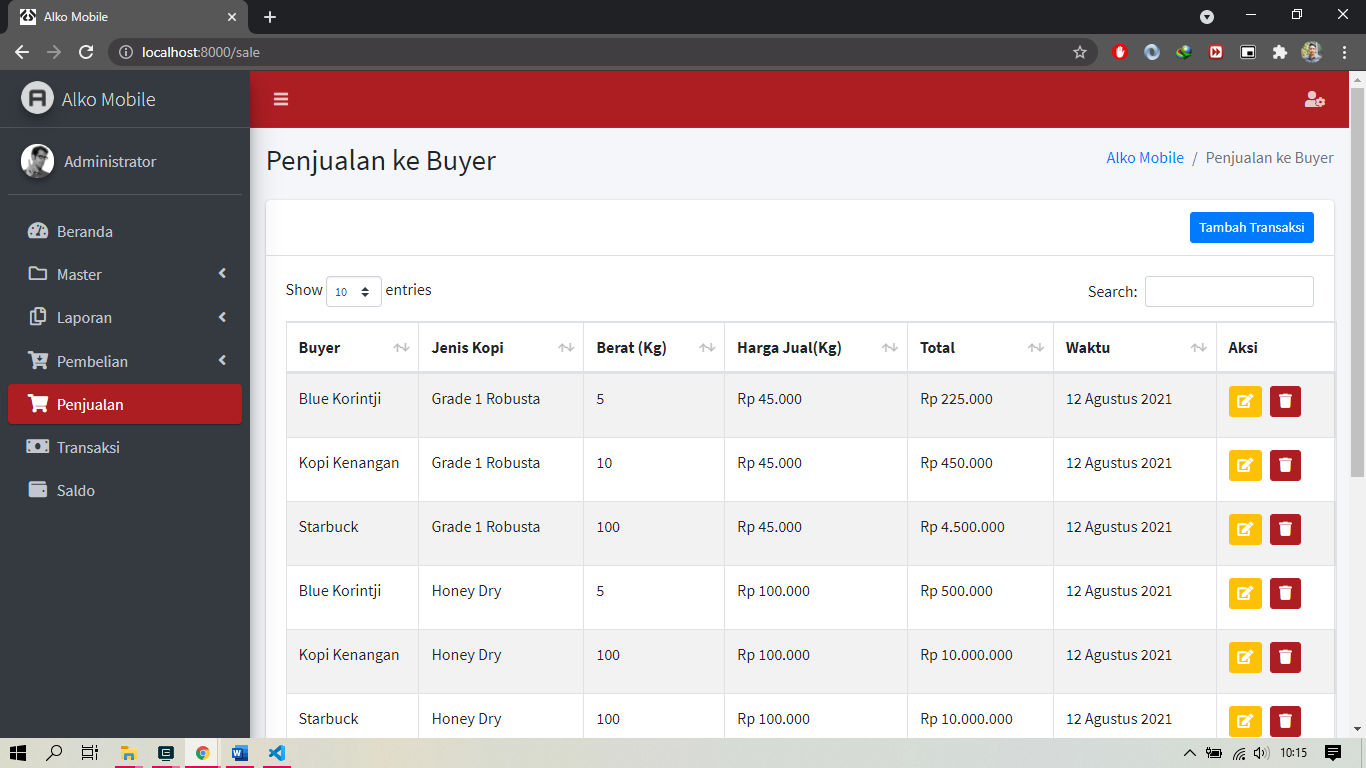 Alko Mobile
localhost:8000/sale
Alko Mobile
Administrator
Beranda
Master
Laporan
Pembelian
Penjualan
Transaksi
Saldo
Penjualan ke Buyer
Alko Mobile / Penjualan ke Buyer
Tambah Transaksi
Show 10 entries
Search:
Buyer Jenis Kopi Berat (Kg) Harga Jual(Kg) Total Waktu Aksi
Blue Korintji Grade 1 Robusta 5 Rp 45.000 Rp 225.000 12 Agustus 2021
Kopi Kenangan Grade 1 Robusta 10 Rp 45.000 Rp 450.000 12 Agustus 2021
Starbuck Grade 1 Robusta 100 Rp 45.000 Rp 4.500.000 12 Agustus 2021
Blue Korintji Honey Dry 5 Rp 100.000 Rp 500.000 12 Agustus 2021
Kopi Kenangan Honey Dry 100 Rp 100.000 Rp 10.000.000 12 Agustus 2021
Starbuck Honey Dry 100 Rp 100.000 Rp 10.000.000 12 Agustus 2021
10:15